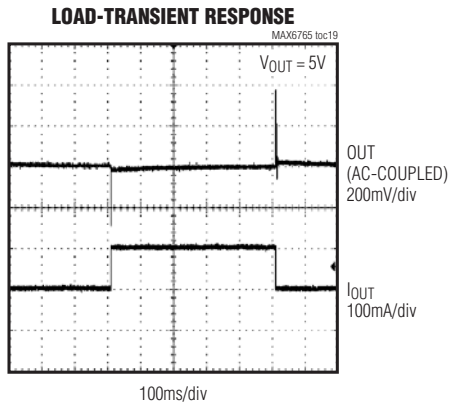 LOAD-TRANSIENT RESPONSE
MAX6765 toc19
VOUT = 5V
OUT
(AC-COUPLED)
200mV/div
IOUT
100mA/div
100ms/div